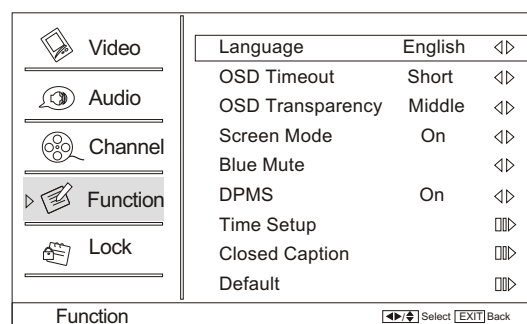 Video
Audio
Channel
Function
Lock
Language English
OSD Timeout Short
OSD Transparency Middle
Screen Mode On
Blue Mute
DPMS On
Time Setup
Closed Caption
Default
Function
Select EXIT Back